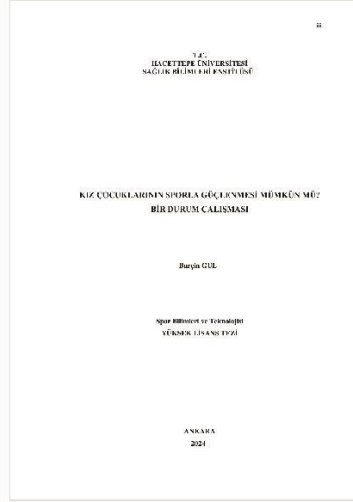 ii
T.C.
HACETTEPE ÜNİVERSİTESİ
SAĞLIK BİLİMLERİ ENSTİTÜSÜ
KIZ ÇOCUKLARININ SPORLA GÜÇLENMESİ MÜMKÜN MÜ?
BİR DURUM ÇALIŞMASI
Burçin GÜL
Spor Bilimleri ve Teknolojisi
YÜKSEK LİSANS TEZİ
ANKARA
2024